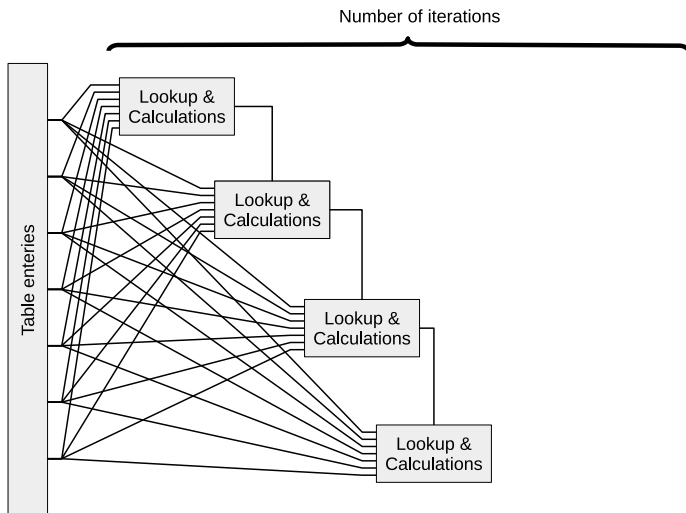 Number of iterations
Table enteries
Lookup &
Calculations
Lookup &
Calculations
Lookup &
Calculations
Lookup &
Calculations